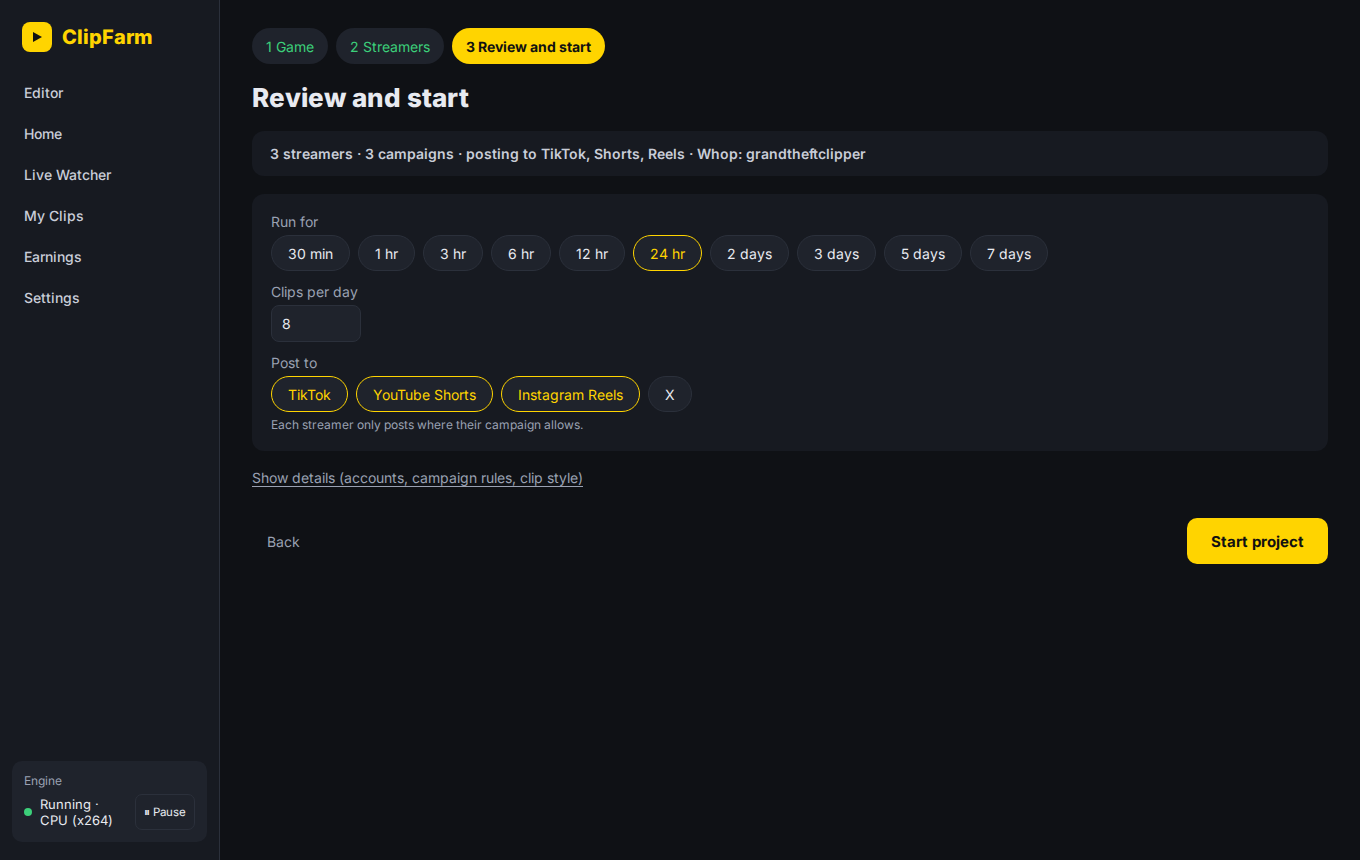 ClipFarm
Editor
Home
Live Watcher
My Clips
Earnings
Settings
Engine
Running ·
CPU (x264)
Pause
1 Game
2 Streamers
3 Review and start
Review and start
3 streamers · 3 campaigns · posting to TikTok, Shorts, Reels · Whop: grandtheftclipper
Run for
30 min
1 hr
3 hr
6 hr
12 hr
24 hr
2 days
3 days
5 days
7 days
Clips per day
8
Post to
TikTok
YouTube Shorts
Instagram Reels
X
Each streamer only posts where their campaign allows.
Show details (accounts, campaign rules, clip style)
Back
Start project